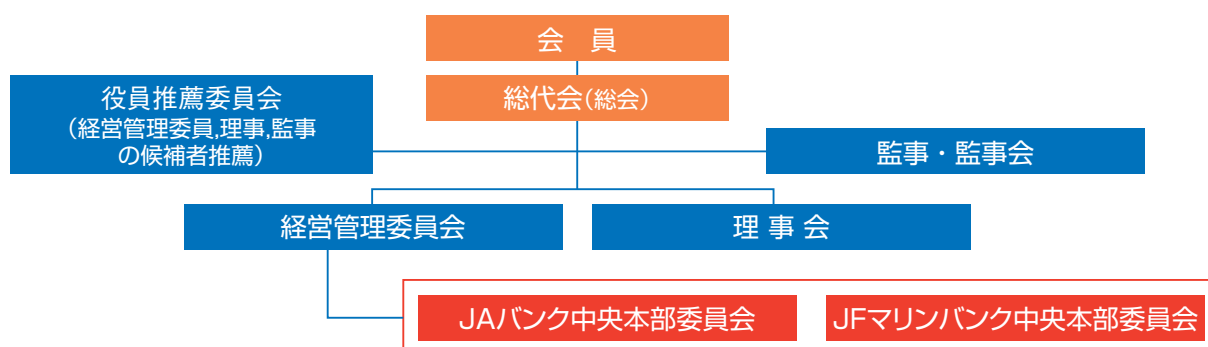 会　員
総代会(総会)
役員推薦委員会
(経営管理委員,理事,監事
の候補者推薦)
監事・監事会
経営管理委員会
理 事 会
JAバンク中央本部委員会
JFマリンバンク中央本部委員会